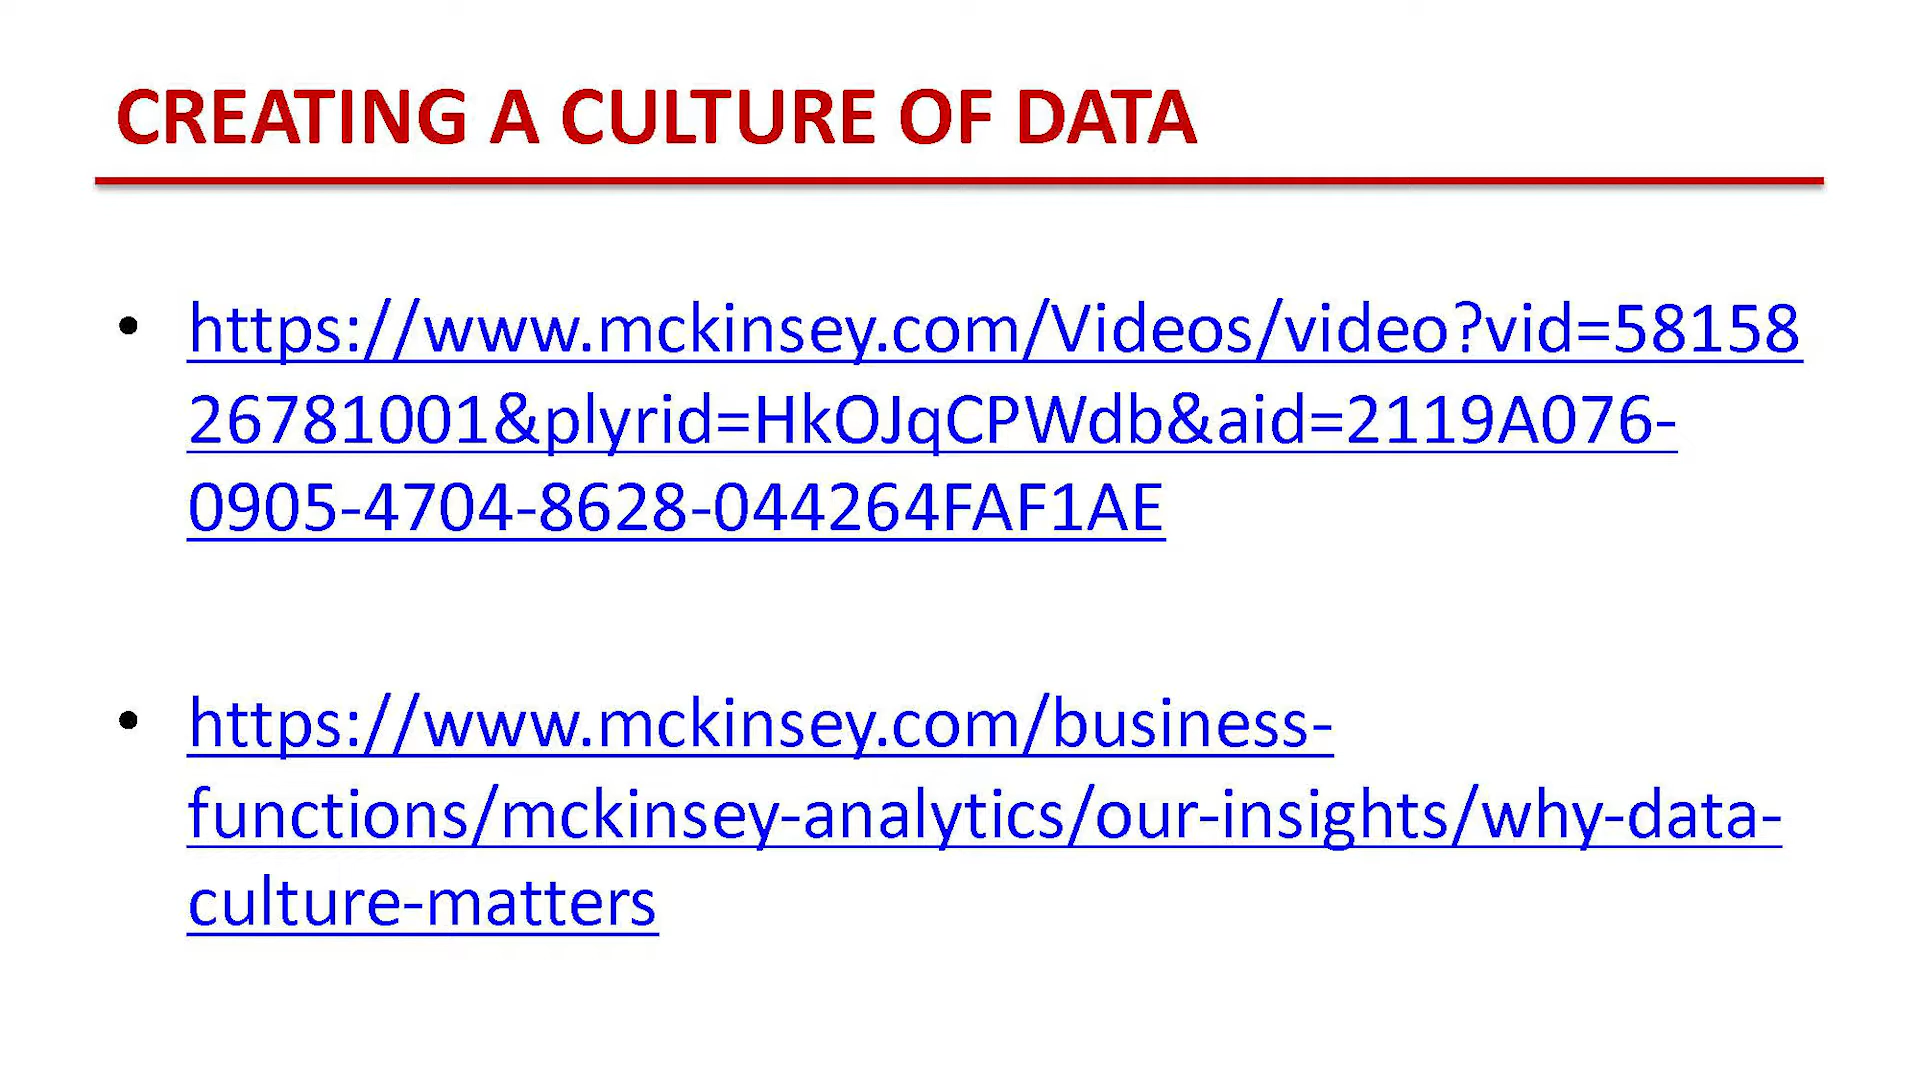 CREATING A CULTURE OF DATA
• https://www.mckinsey.com/Videos/video?vid=58158
26781001&plyrid=HkOJqCPWdb&aid=2119A076-
0905-4704-8628-044264FAF1AE
• https://www.mckinsey.com/business-
functions/mckinsey-analytics/our-insights/why-data-
culture-matters